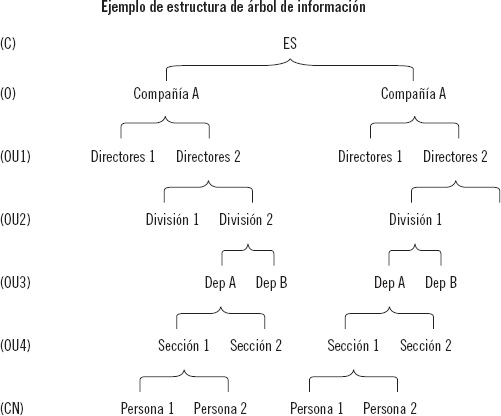 Ejemplo de estructura de árbol de información
(C) ES
(O) Compañía A Compañía A
(OU1) Directores 1 Directores 2 Directores 1 Directores 2
(OU2) División 1 División 2 División 1
(OU3) Dep A Dep B Dep A Dep B
(OU4) Sección 1 Sección 2 Sección 1 Sección 2
(CN) Persona 1 Persona 2 Persona 1 Persona 2